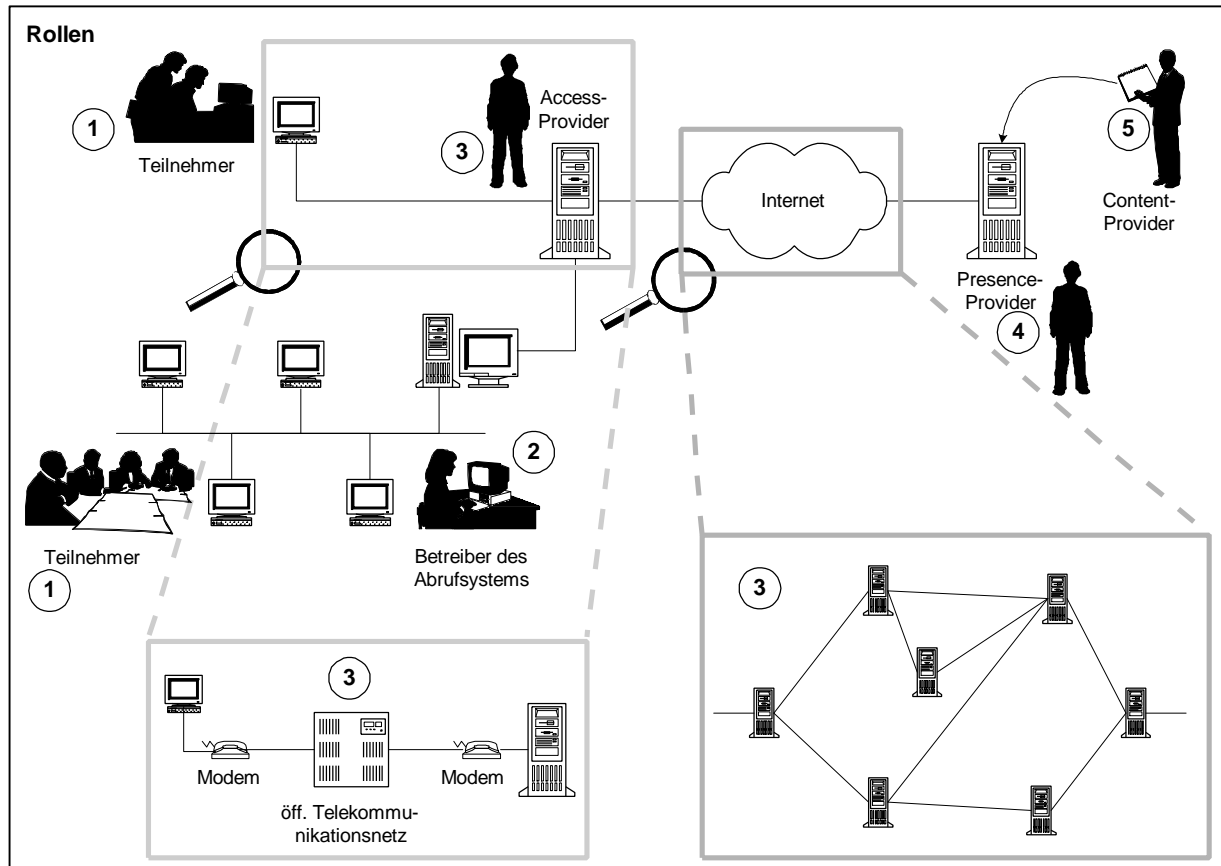 Rollen
1
Teilnehmer
3
Access-
Provider
Internet
5
Content-
Provider
Presence-
Provider
4
2
Teilnehmer
1
Betreiber des
Abrufsystems
3
Modem
Modem
öff. Telekommu-
nikationsnetz
3